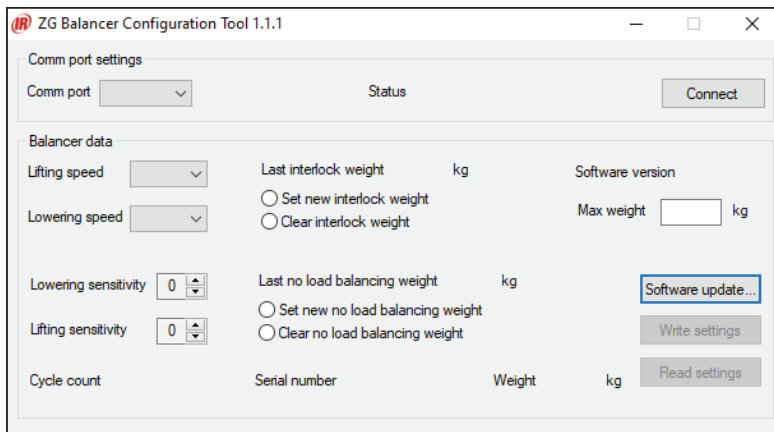 IR ZG Balancer Configuration Tool 1.1.1
Comm port settings
Comm port Status Connect
Balancer data
Lifting speed Last interlock weight kg Software version
Set new interlock weight
Lowering speed Clear interlock weight Max weight kg
Lowering sensitivity 0 Last no load balancing weight kg Software update...
Set new no load balancing weight
Lifting sensitivity 0 Clear no load balancing weight Write settings
Cycle count Serial number Weight kg Read settings